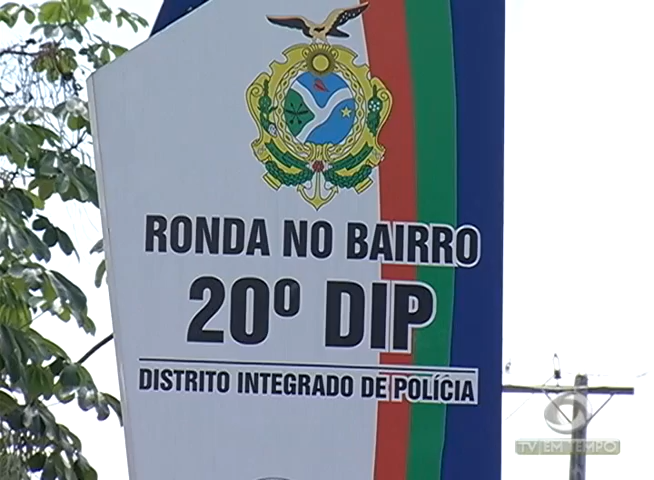 RONDA NO BAIRRO
20º DIP
DISTRITO INTEGRADO DE POLÍCIA
TV EM TEMPO